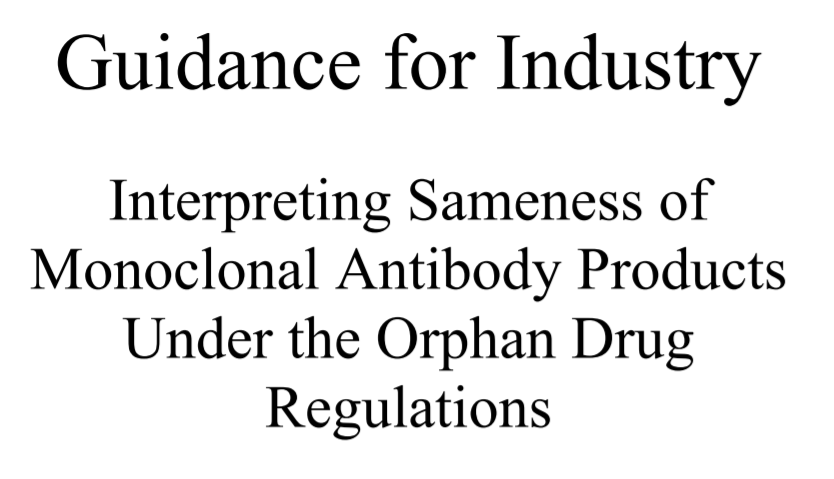 Guidance for Industry
Interpreting Sameness of
Monoclonal Antibody Products
Under the Orphan Drug
Regulations